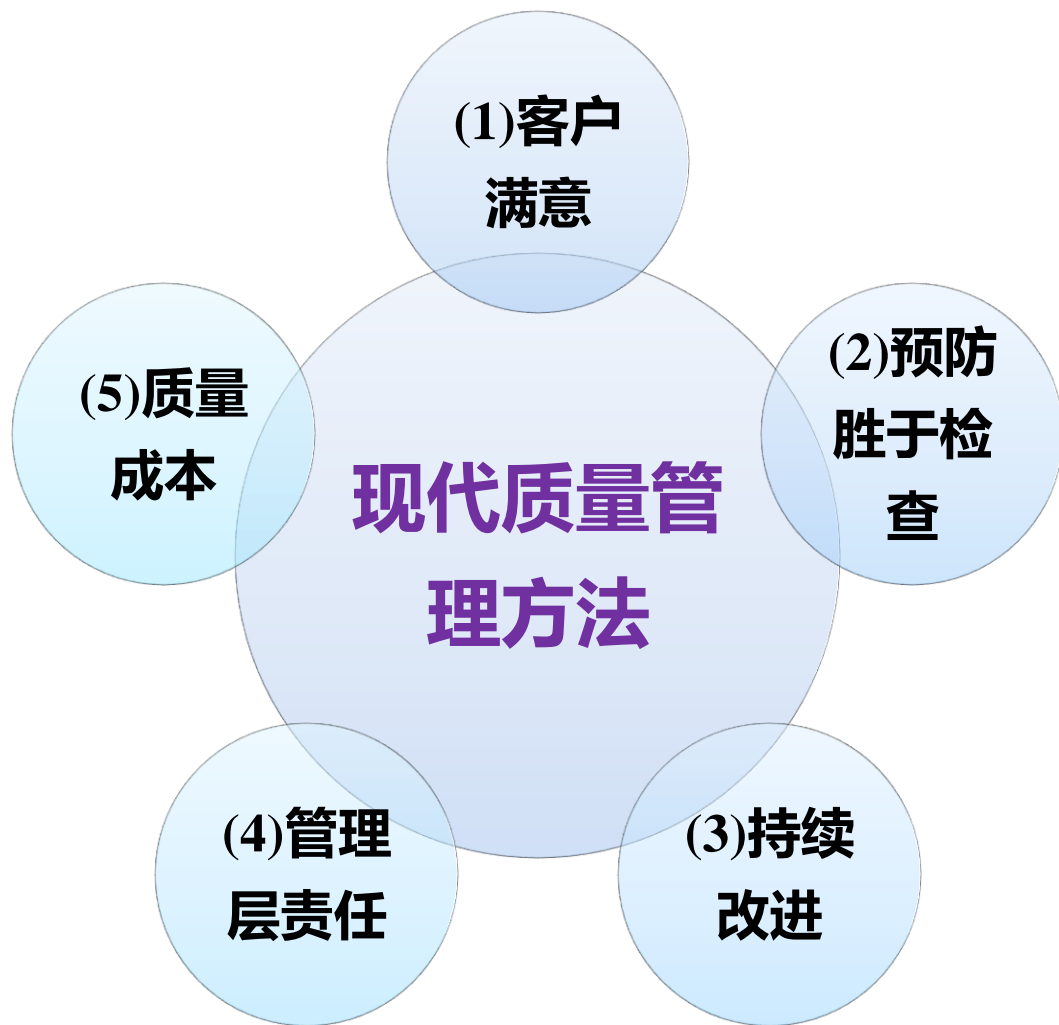 (1)客户
满意
(2)预防
胜于检
查
(5)质量
成本
现代质量管
理方法
(4)管理
层责任
(3)持续
改进